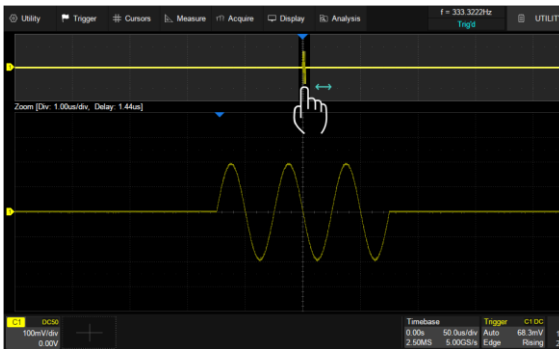 Utility Trigger Cursors Measure Acquire Display Analysis
f = 333.3222Hz
Trig'd
UTILIT
Zoom [Div: 1.00us/div, Delay: 1.44us]
C1 DC50
100mV/div
0.00V
Timebase
0.00s 50.0us/div
2.50MS 5.00GS/s
Trigger C1 DC
Auto 68.3mV
Edge Rising